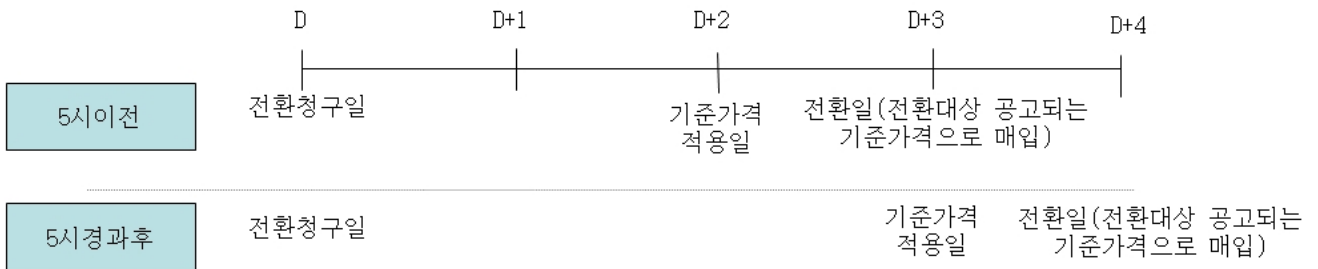 D D+1 D+2 D+3 D+4
5시이전
전환청구일
기준가격
적용일
전환일(전환대상 공고되는
기준가격으로 매입)
5시경과후
전환청구일
기준가격
적용일
전환일(전환대상 공고되는
기준가격으로 매입)